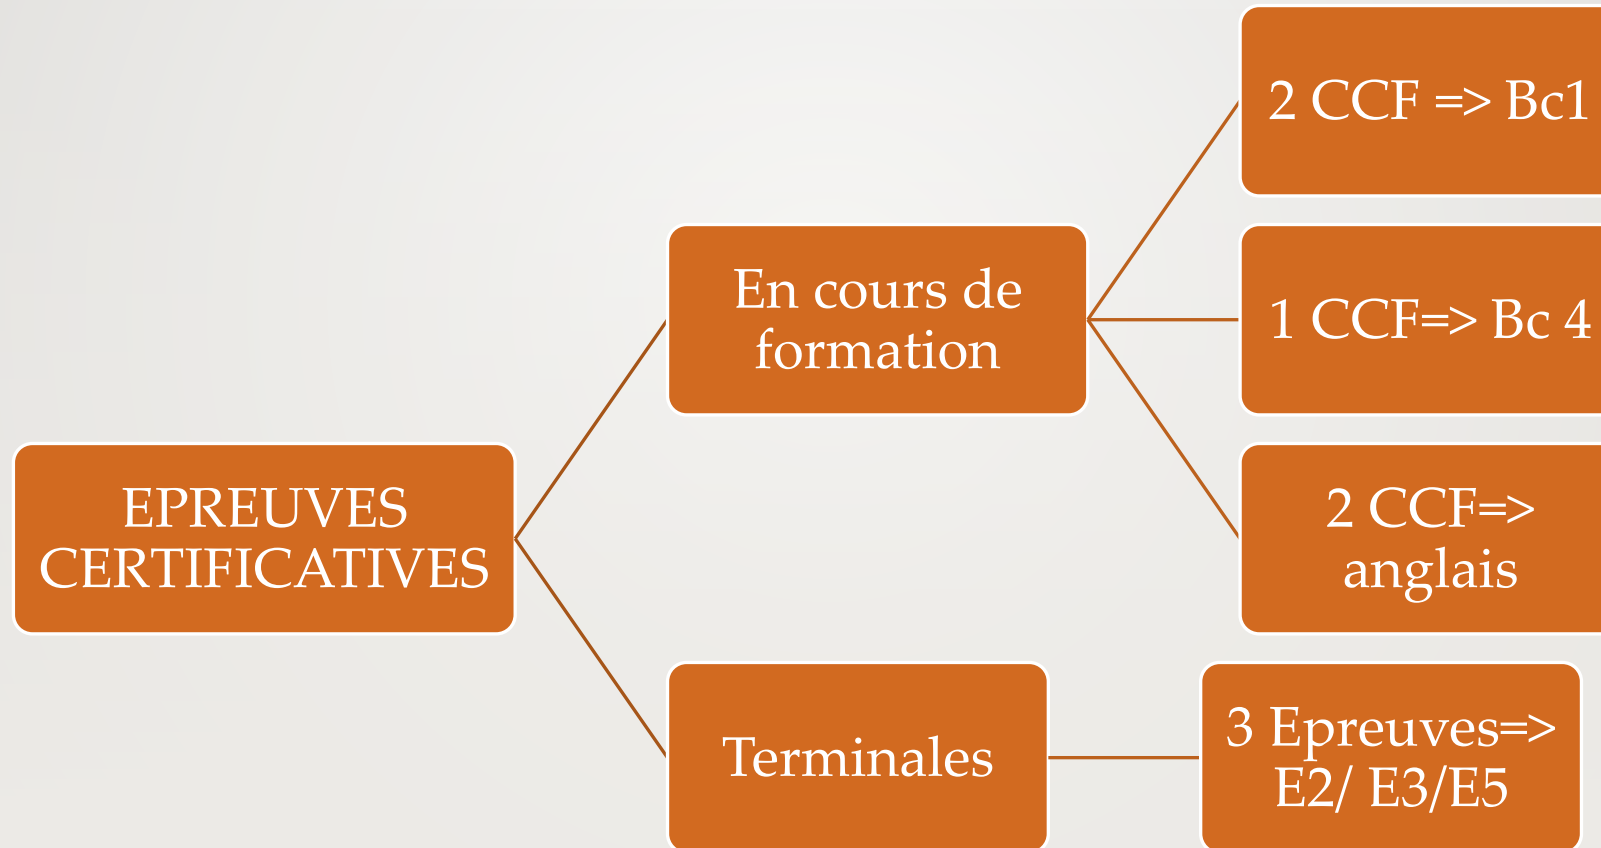 EPREUVES
CERTIFICATIVES
En cours de
formation
2 CCF => Bc1
1 CCF=> Bc 4
2 CCF=>
anglais
Terminales
3 Epreuves=>
E2/ E3/E5